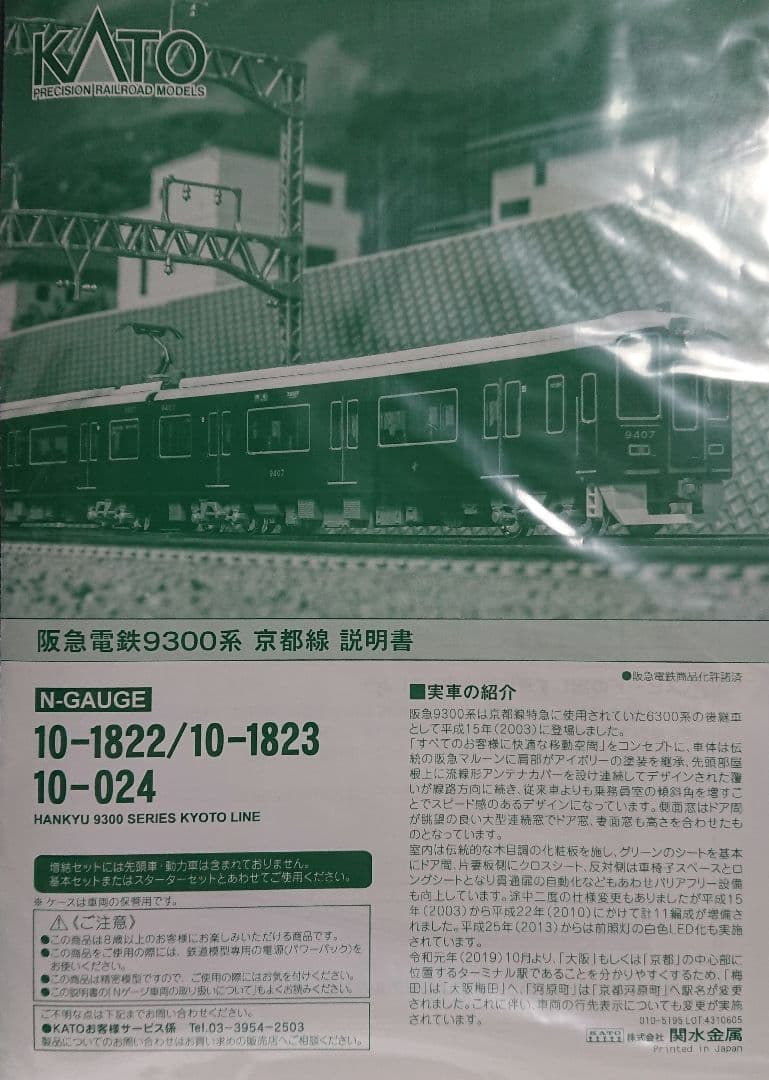 KATO
PRECISION RAILROAD MODELS
9407
9407
9407
阪急電鉄9300系 京都線 説明書
●阪急電鉄商品化許諾済
N-GAUGE
10-1822/10-1823
10-024
HANKYU 9300 SERIES KYOTO LINE
増結セットには先頭車・動力車は含まれておりません。
基本セットまたはスターターセットとあわせてご使用ください。
※ ケースは車両の保管用です。
⚠《ご注意》
●この商品は8歳以上のお客様にお楽しみいただける商品です。
●この商品をご使用の際には、鉄道模型専用の電源(パワーパック)を
お使いください。
●この商品は精密模型ですので、ご使用の際にはお気を付けください。
●この説明書の「Nゲージ車両の取り扱いについて」もよくお読みください。
ご不明な点は下記までお問い合わせください。
●KATOお客様サービス係 Tel.03-3954-2503
製品についてのお問い合わせはお買い求めの販売店へご相談ください。
■実車の紹介
阪急9300系は京都線特急に使用されていた6300系の後継車
として平成15年(2003)に登場しました。
「すべてのお客様に快適な移動空間」をコンセプトに、車体は伝
統の阪急マルーンに肩部がアイボリーの塗装を継承、先頭部屋
根上に流線形アンテナカバーを設け連続してデザインされた覆
いが線路方向に続き、従来車よりも乗務員室の傾斜角を増すこ
とでスピード感のあるデザインになっています。側面窓はドア間
が眺望の良い大型連続窓でドア窓、妻面窓も高さを合わせたも
のとなっています。
室内は伝統的な木目調の化粧板を施し、グリーンのシートを基本
にドア間、片妻板側にクロスシート、反対側は車椅子スペースとロ
ングシートとなり貫通扉の自動化などもあわせバリアフリー設備
も向上しています。途中二度の仕様変更もありましたが平成15
年(2003)から平成22年(2010)にかけて計11編成が増備さ
れました。平成25年(2013)からは前照灯の白色LED化も実施
されています。
令和元年(2019)10月より、「大阪」もしくは「京都」の中心部に
位置するターミナル駅であることを分かりやすくするため、「梅
田」は「大阪梅田」へ、「河原町」は「京都河原町」へ駅名が変更
されました。これに伴い、車両の行先表示についても変更が実施
されています。
010-5195 LOT 4310605
KATO 株式会社 関水金属
Printed in Japan